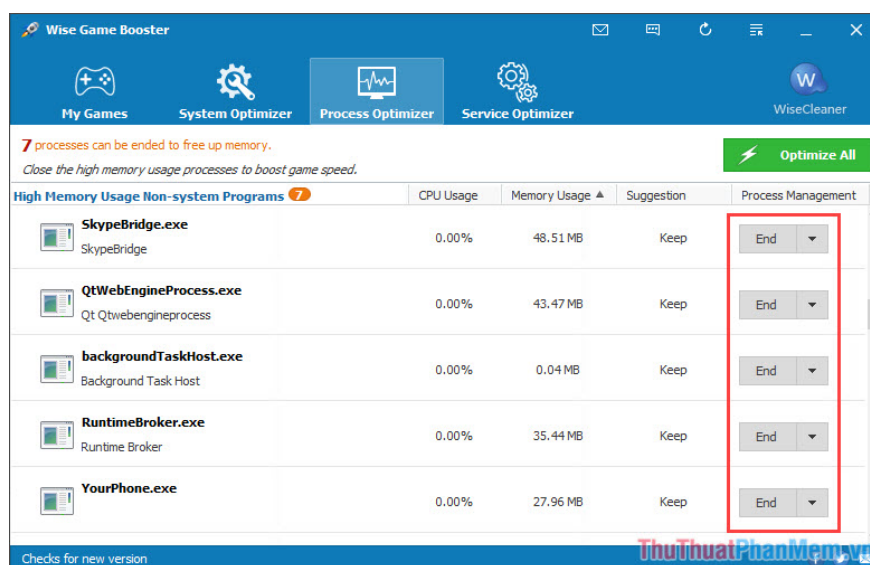 Wise Game Booster
My Games
System Optimizer
Process Optimizer
Service Optimizer
W
WiseCleaner
7 processes can be ended to free up memory.
Close the high memory usage processes to boost game speed.
Optimize All
High Memory Usage Non-system Programs 7
CPU Usage
Memory Usage
Suggestion
Process Management
SkypeBridge.exe
SkypeBridge
0.00%
48.51 MB
Keep
End
QtWebEngineProcess.exe
Qt Qtwebengineprocess
0.00%
43.47 MB
Keep
End
backgroundTaskHost.exe
Background Task Host
0.00%
0.04 MB
Keep
End
RuntimeBroker.exe
Runtime Broker
0.00%
35.44 MB
Keep
End
YourPhone.exe
0.00%
27.96 MB
Keep
End
Checks for new version
ThuThuatPhanMem.vn